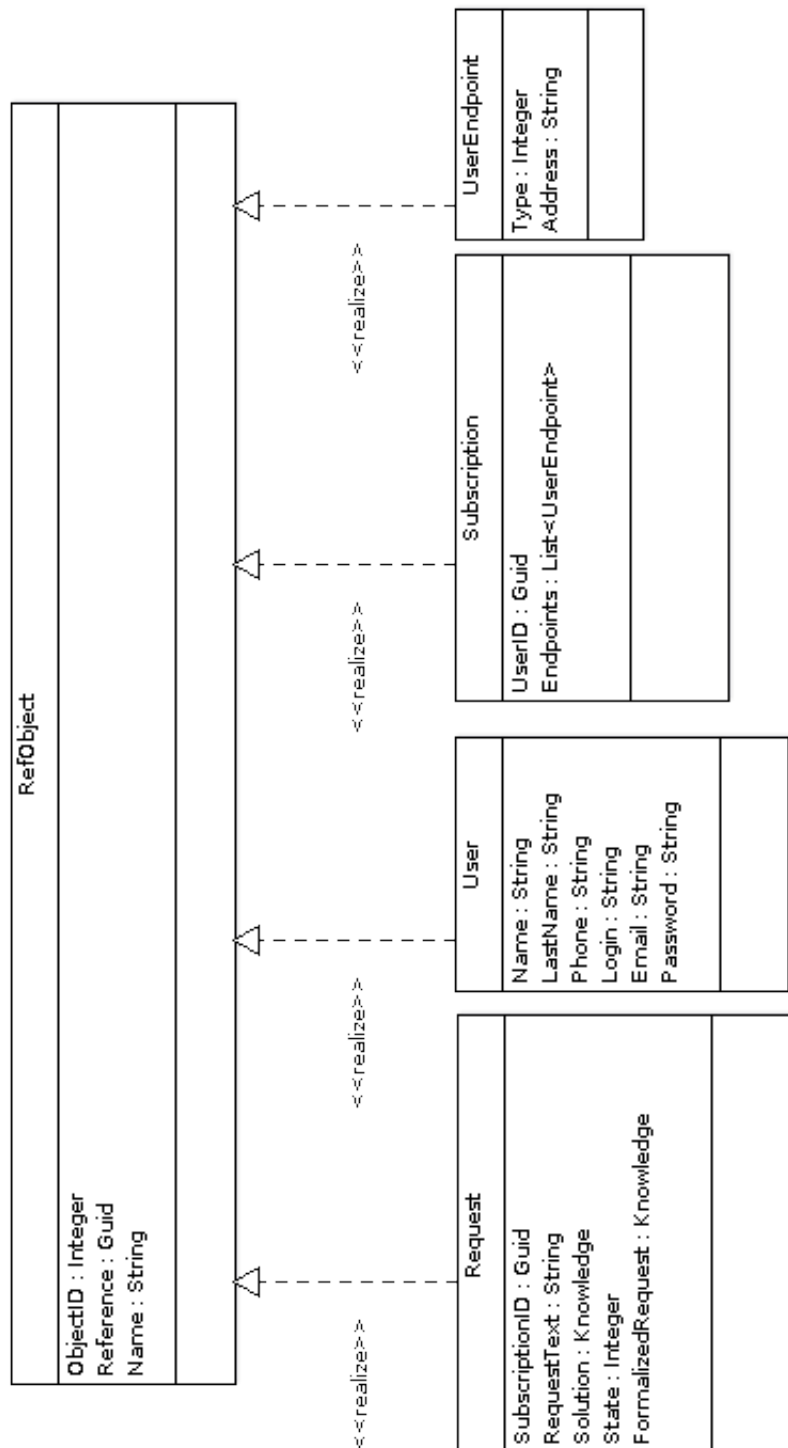 RefObject
ObjectID : Integer
Reference : Guid
Name : String
<<realize>>
<<realize>>
<<realize>>
<<realize>>
Request
SubscriptionID : Guid
RequestText : String
Solution : Knowledge
State : Integer
FormalizedRequest : Knowledge
User
Name : String
LastName : String
Phone : String
Login : String
Email : String
Password : String
Subscription
UserID : Guid
Endpoints : List<UserEndpoint>
UserEndpoint
Type : Integer
Address : String